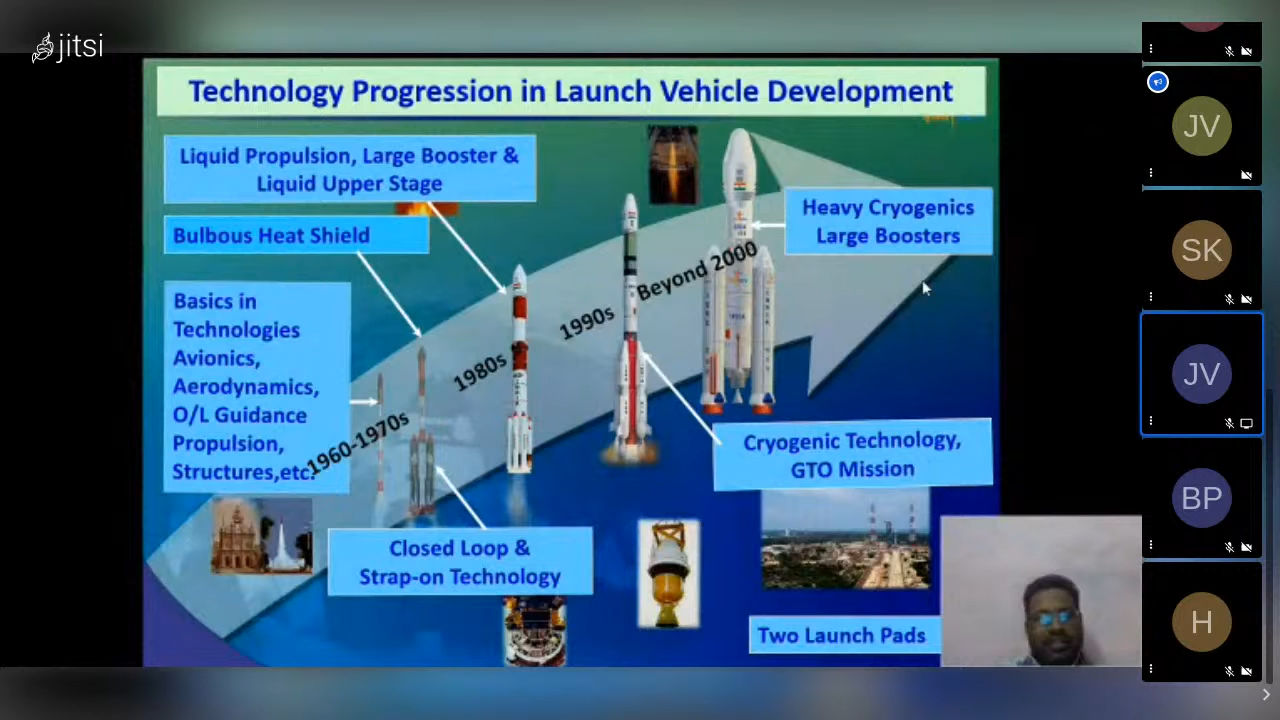 jitsi
Technology Progression in Launch Vehicle Development
Liquid Propulsion, Large Booster &
Liquid Upper Stage
Bulbous Heat Shield
Heavy Cryogenics
Large Boosters
Basics in
Technologies
Avionics,
Aerodynamics,
O/L Guidance
Propulsion,
Structures,etc.
1960-1970s
1980s
1990s
Beyond 2000
Cryogenic Technology,
GTO Mission
Closed Loop &
Strap-on Technology
Two Launch Pads
JV
SK
JV
BP
H